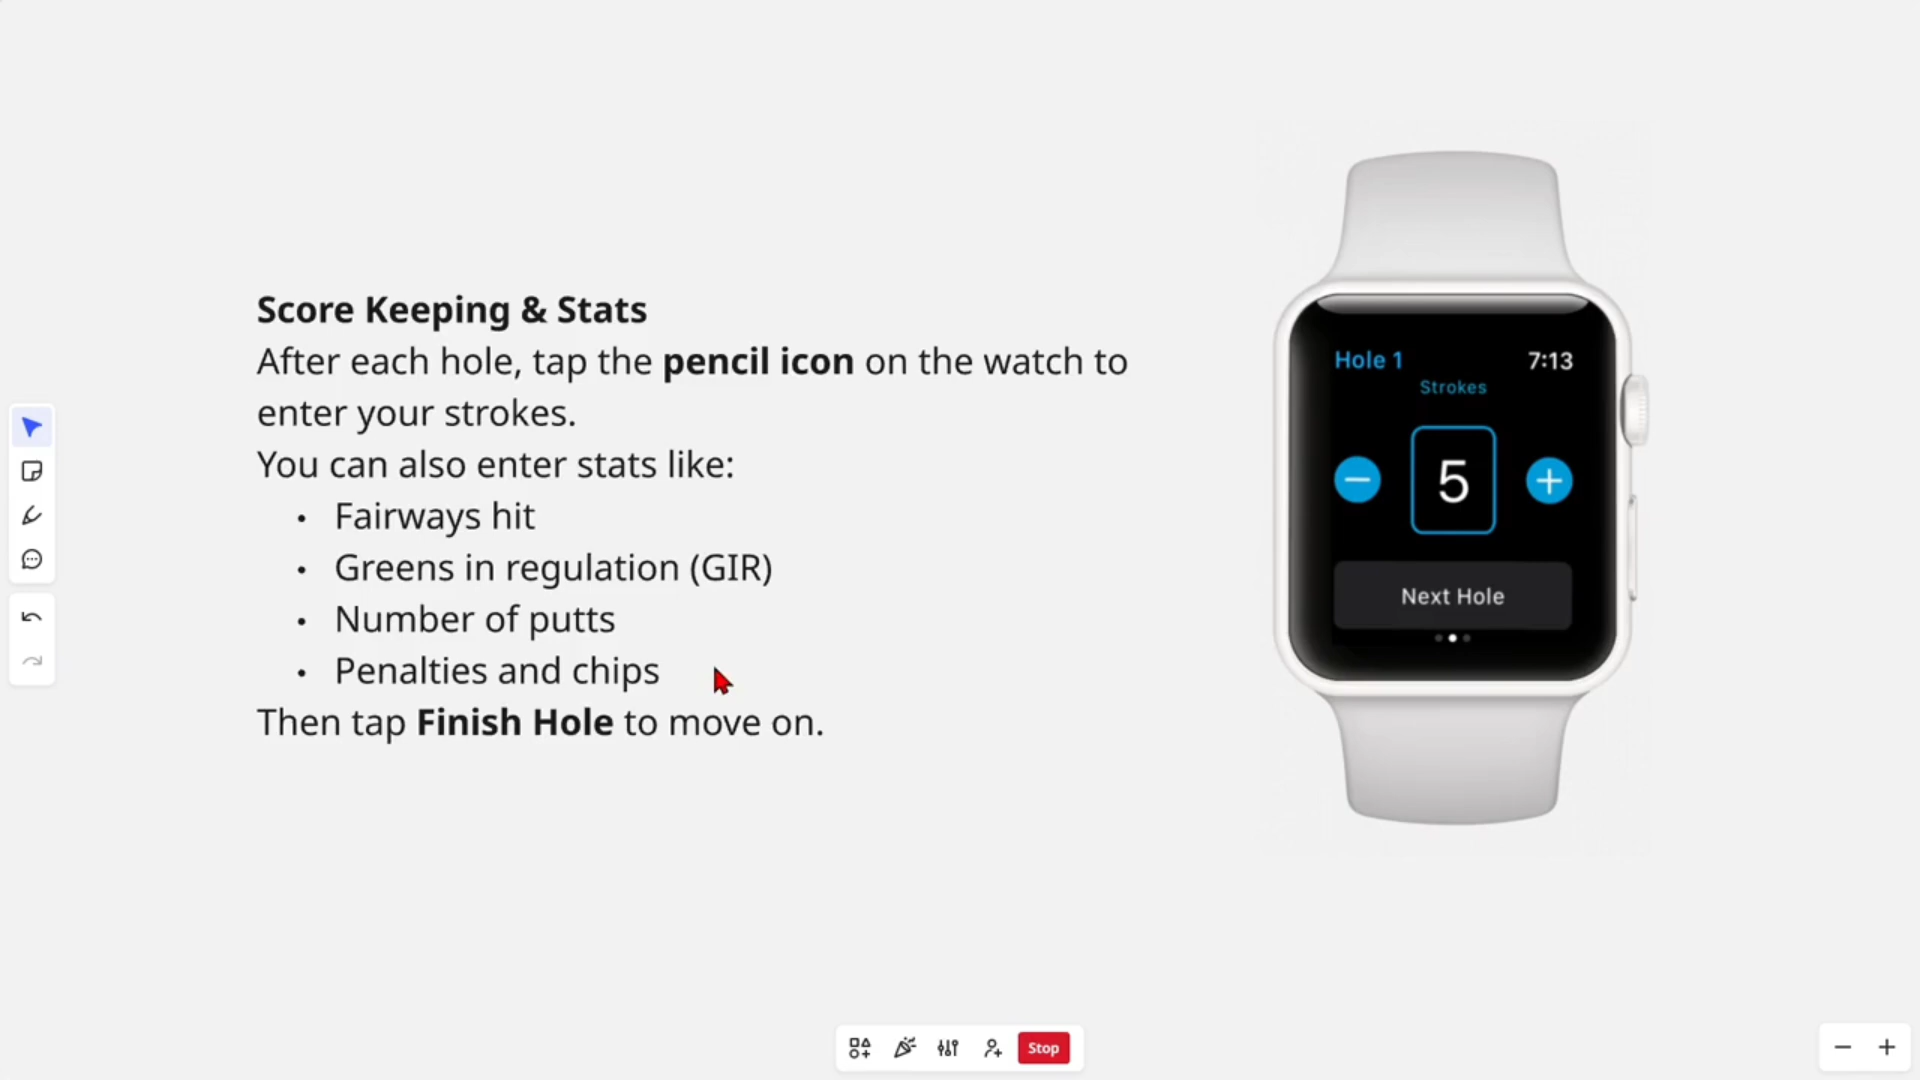 Score Keeping & Stats
After each hole, tap the pencil icon on the watch to
enter your strokes.
You can also enter stats like:
• Fairways hit
• Greens in regulation (GIR)
• Number of putts
• Penalties and chips
Then tap Finish Hole to move on.
Hole 1 7:13
Strokes
5
Next Hole
Stop